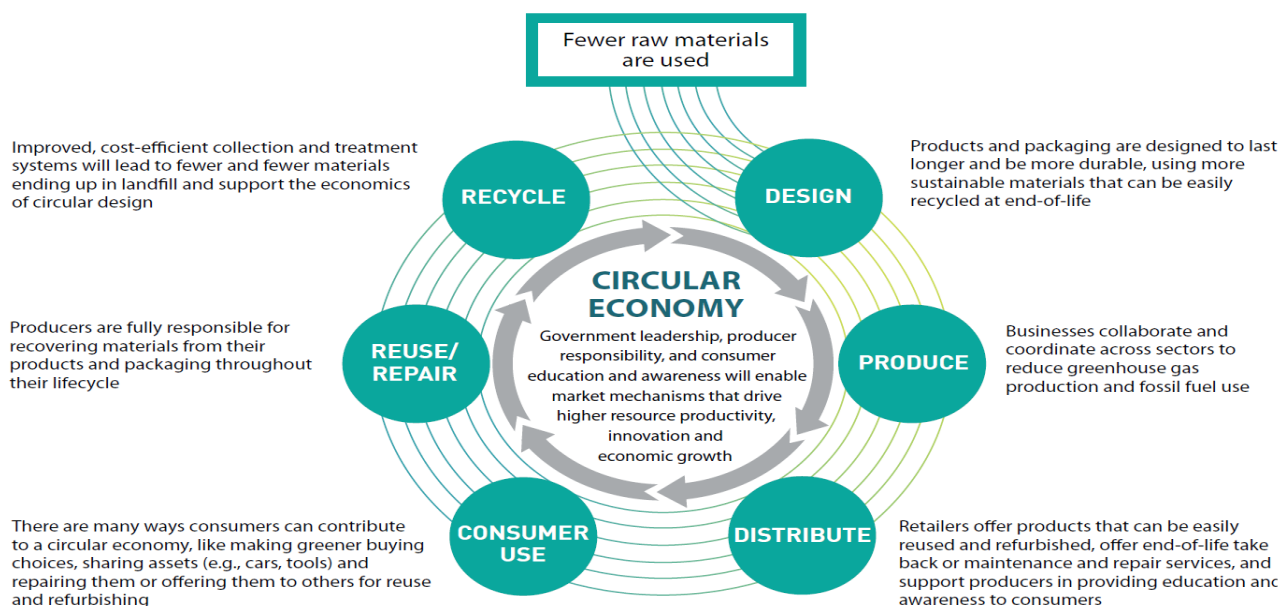 Fewer raw materials
are used
Improved, cost-efficient collection and treatment
systems will lead to fewer and fewer materials
ending up in landfill and support the economics
of circular design
RECYCLE
DESIGN
Products and packaging are designed to last
longer and be more durable, using more
sustainable materials that can be easily
recycled at end-of-life
CIRCULAR
ECONOMY
Government leadership, producer
responsibility, and consumer
education and awareness will enable
market mechanisms that drive
higher resource productivity,
innovation and
economic growth
Producers are fully responsible for
recovering materials from their
products and packaging throughout
their lifecycle
REUSE/
REPAIR
PRODUCE
Businesses collaborate and
coordinate across sectors to
reduce greenhouse gas
production and fossil fuel use
There are many ways consumers can contribute
to a circular economy, like making greener buying
choices, sharing assets (e.g., cars, tools) and
repairing them or offering them to others for reuse
and refurbishing
CONSUMER
USE
DISTRIBUTE
Retailers offer products that can be easily
reused and refurbished, offer end-of-life take
back or maintenance and repair services, and
support producers in providing education and
awareness to consumers